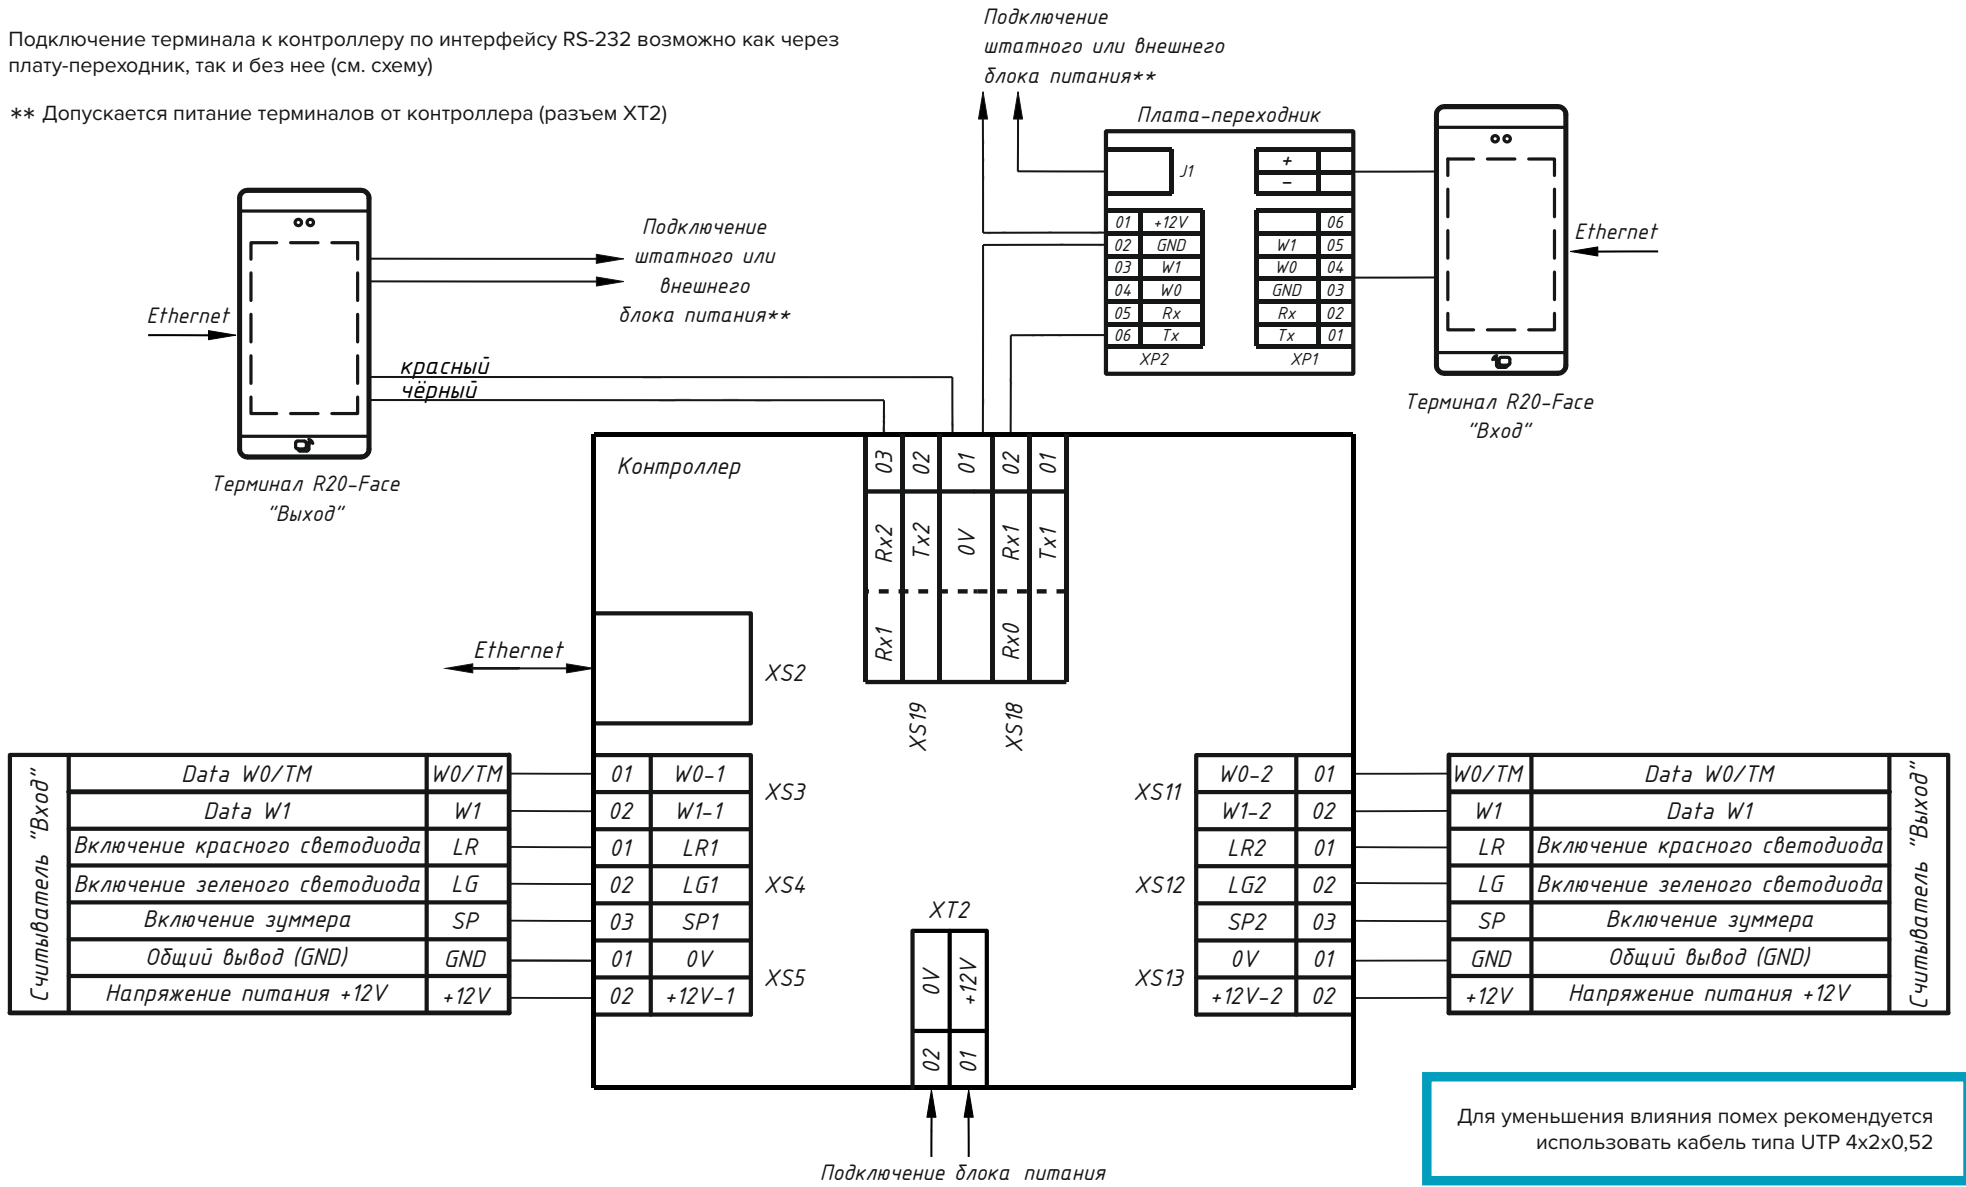 Подключение терминала к контроллеру по интерфейсу RS-232 возможно как через
плату-переходник, так и без нее (см. схему)
** Допускается питание терминалов от контроллера (разъем XT2)
Подключение
штатного или внешнего
блока питания**
Плата-переходник
J1
+
-
01 +12V
02 GND
03 W1
04 W0
05 Rx
06 Tx
XP2
06
W1 05
W0 04
GND 03
Rx 02
Tx 01
XP1
Ethernet
Терминал R20-Face
"Вход"
Подключение
штатного или
внешнего
блока питания**
Ethernet
красный
чёрный
Терминал R20-Face
"Выход"
Контроллер
03 02 01 02 01
Rx2 Tx2 0V Rx1 Tx1
Rx1 Rx0
XS19 XS18
Ethernet
XS2
Считыватель "Вход"
Data W0/TM W0/TM 01 W0-1
Data W1 W1 02 W1-1
XS3
Включение красного светодиода LR 01 LR1
Включение зеленого светодиода LG 02 LG1
Включение зуммера SP 03 SP1
XS4
Общий вывод (GND) GND 01 0V
Напряжение питания +12V +12V 02 +12V-1
XS5
XT2
0V +12V
02 01
Подключение блока питания
XS11
W0-2 01 W0/TM Data W0/TM
W1-2 02 W1 Data W1
XS12
LR2 01 LR Включение красного светодиода
LG2 02 LG Включение зеленого светодиода
SP2 03 SP Включение зуммера
XS13
0V 01 GND Общий вывод (GND)
+12V-2 02 +12V Напряжение питания +12V
Считыватель "Выход"
Для уменьшения влияния помех рекомендуется
использовать кабель типа UTP 4x2x0,52